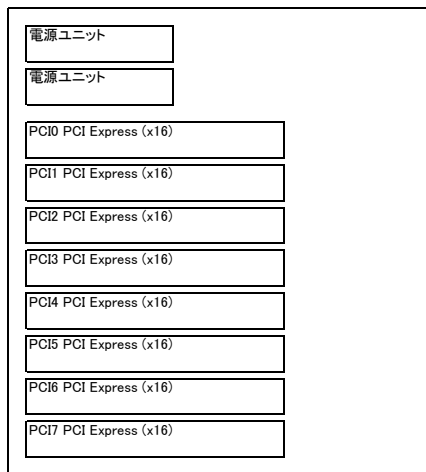 電源ユニット
電源ユニット
PCI0 PCI Express (x16)
PCI1 PCI Express (x16)
PCI2 PCI Express (x16)
PCI3 PCI Express (x16)
PCI4 PCI Express (x16)
PCI5 PCI Express (x16)
PCI6 PCI Express (x16)
PCI7 PCI Express (x16)